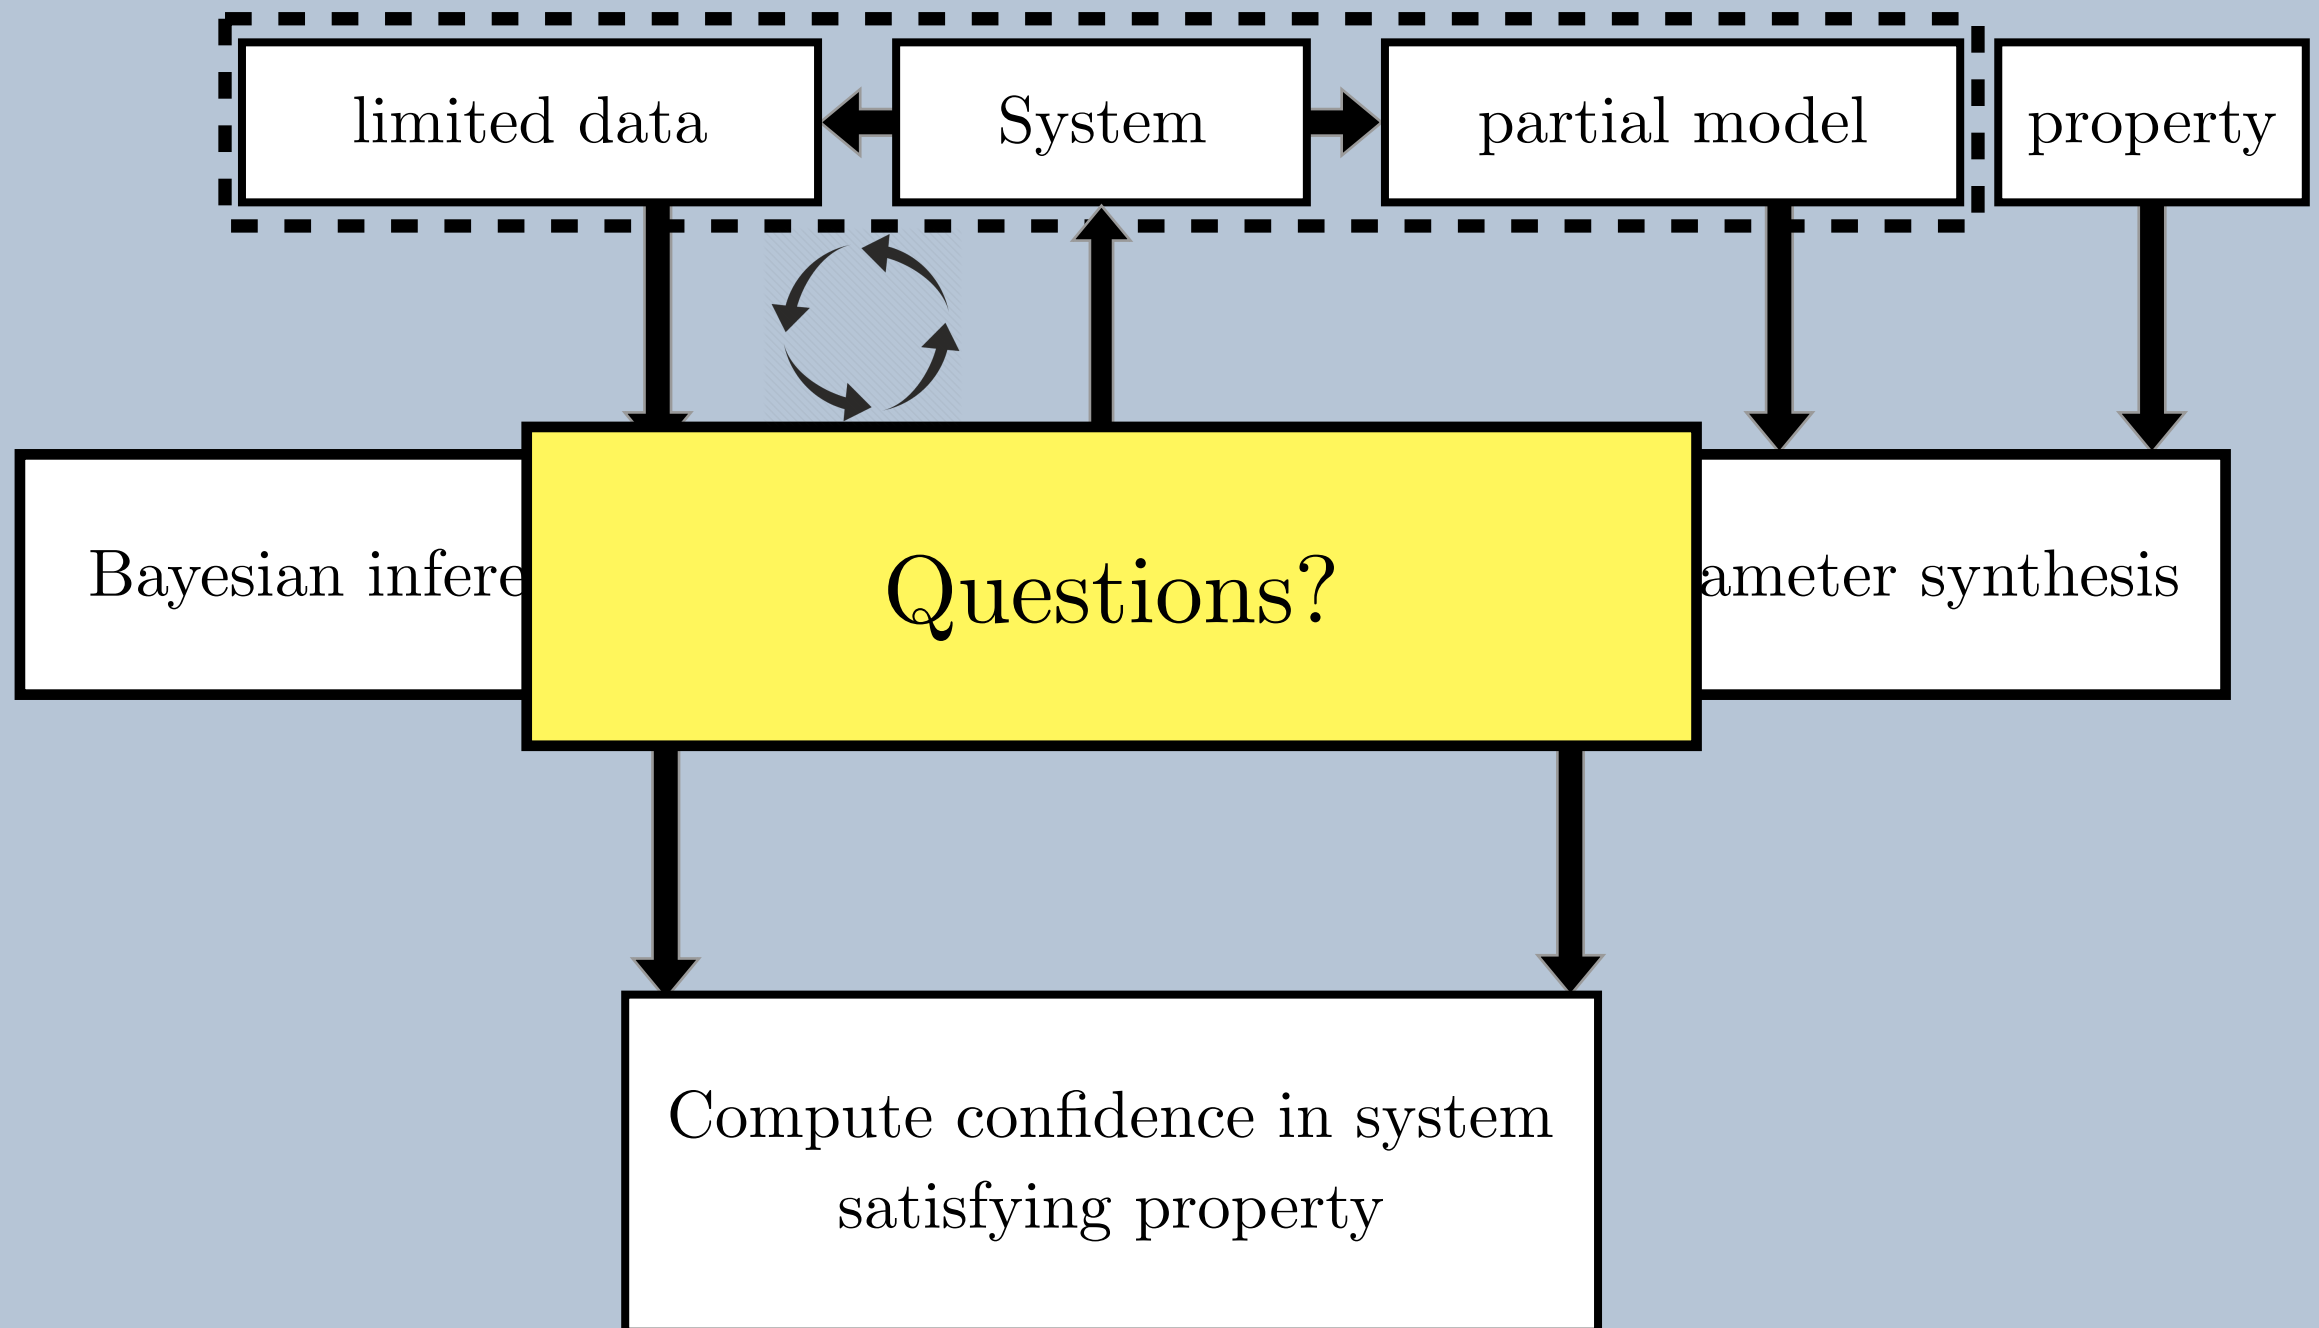 limited data
System
partial model
property
Bayesian infere
Questions?
ameter synthesis
Compute confidence in system
satisfying property